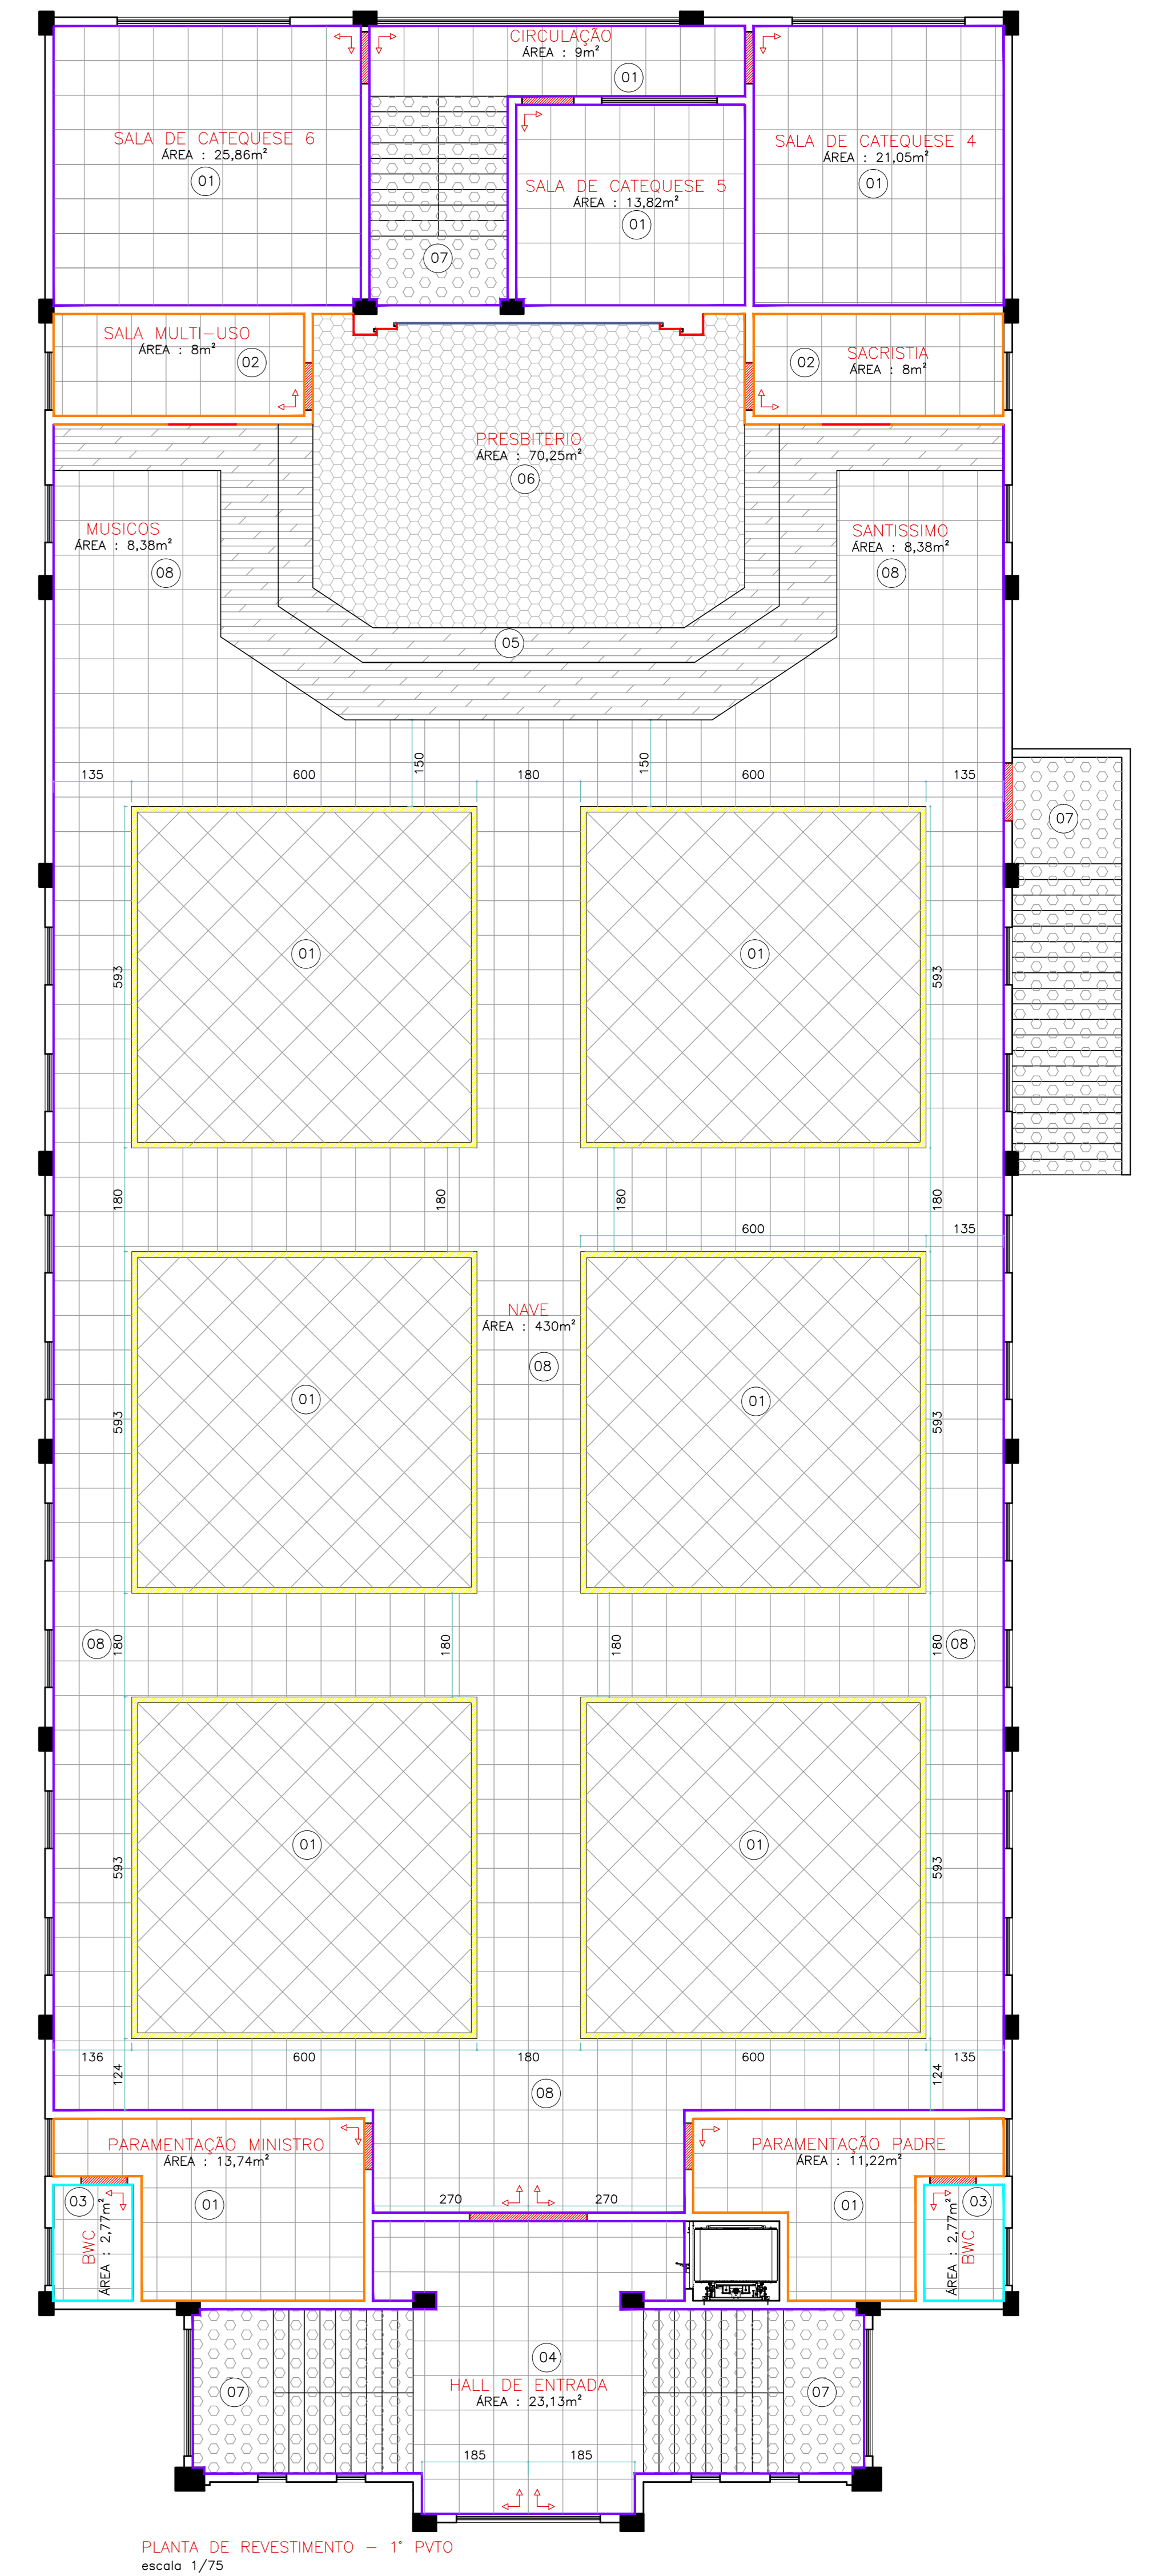 CIRCULAÇÃO
ÁREA : 9m²
01
SALA DE CATEQUESE 6
ÁREA : 25,86m²
01
SALA DE CATEQUESE 4
ÁREA : 21,05m²
01
SALA DE CATEQUESE 5
ÁREA : 13,82m²
01
07
SALA MULTI-USO
ÁREA : 8m²
02
02
SACRISTIA
ÁREA : 8m²
PRESBITERIO
ÁREA : 70,25m²
06
MUSICOS
ÁREA : 8,38m²
08
SANTISSIMO
ÁREA : 8,38m²
08
05
135
600
150
180
150
600
135
07
01
01
593
593
180
180
180
180
600
135
NAVE
ÁREA : 430m²
08
01
01
593
593
08
180
180
180
180
08
01
01
593
593
136
600
180
600
135
124
124
08
PARAMENTAÇÃO MINISTRO
ÁREA : 13,74m²
01
PARAMENTAÇÃO PADRE
ÁREA : 11,22m²
01
03
BWC
ÁREA : 2,77m²
270
270
03
BWC
ÁREA : 2,77m²
04
HALL DE ENTRADA
ÁREA : 23,13m²
07
07
185
185
PLANTA DE REVESTIMENTO – 1° PVTO
escala 1/75